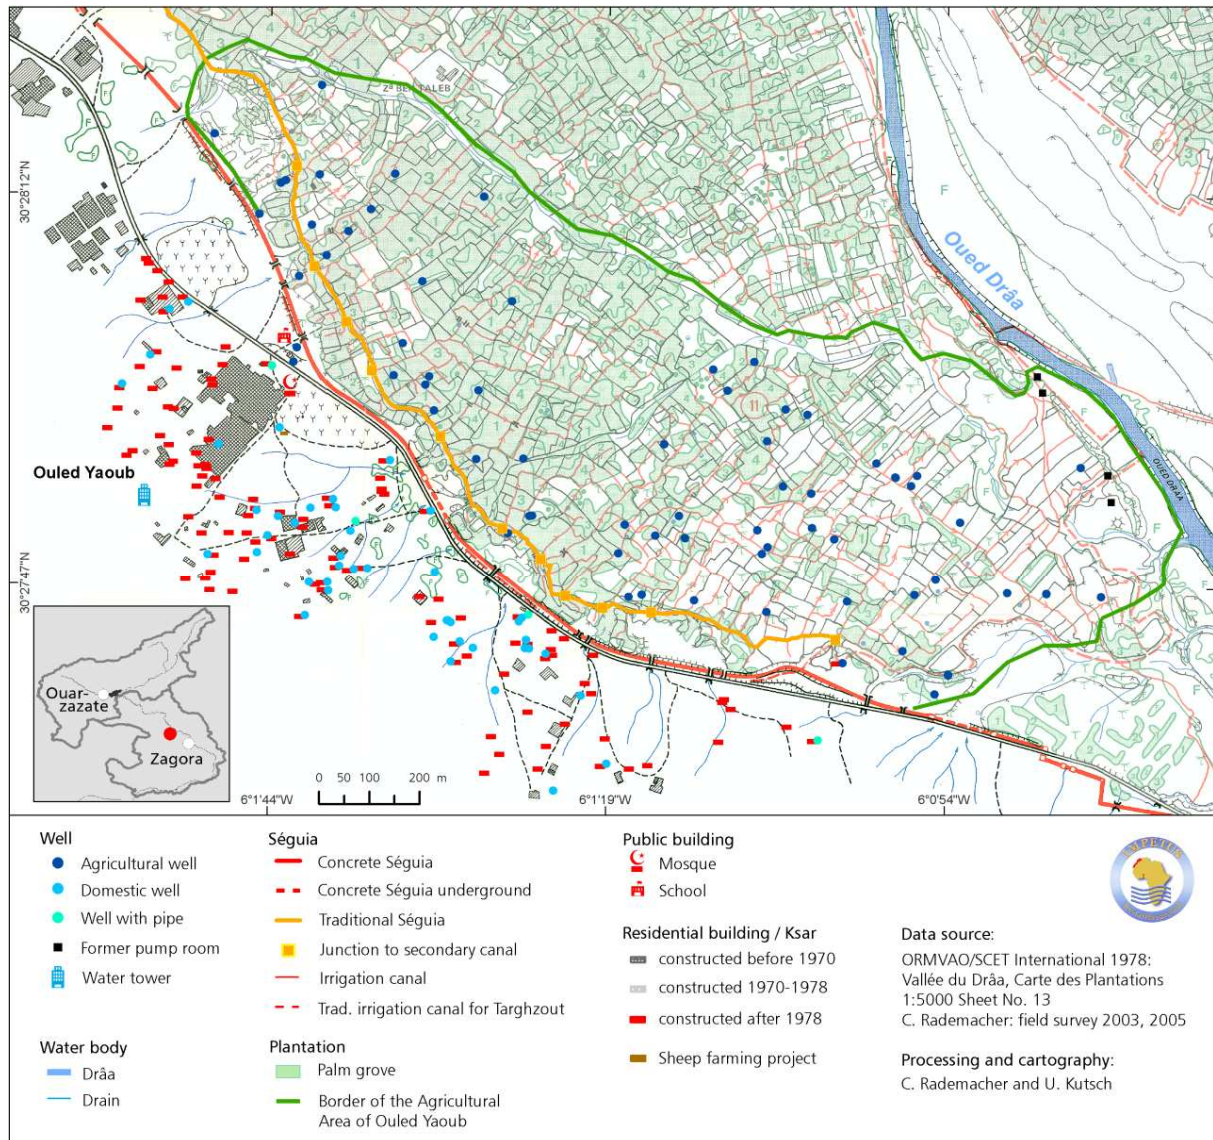 Zª BEN TALEB
30°28'12"N
Oued Drâa
11
OUED DRÂA
Ouled Yaoub
30°27'47"N
Ouar-
zazate
Zagora
0 50 100 200 m
6°1'44"W
6°1'19"W
6°0'54"W
Well
Agricultural well
Domestic well
Well with pipe
Former pump room
Water tower
Water body
Drâa
Drain
Séguia
Concrete Séguia
Concrete Séguia underground
Traditional Séguia
Junction to secondary canal
Irrigation canal
Trad. irrigation canal for Targhzout
Plantation
Palm grove
Border of the Agricultural
Area of Ouled Yaoub
Public building
Mosque
School
Residential building / Ksar
constructed before 1970
constructed 1970-1978
constructed after 1978
Sheep farming project
IMPETUS
Data source:
ORMVAO/SCET International 1978:
Vallée du Drâa, Carte des Plantations
1:5000 Sheet No. 13
C. Rademacher: field survey 2003, 2005
Processing and cartography:
C. Rademacher and U. Kutsch